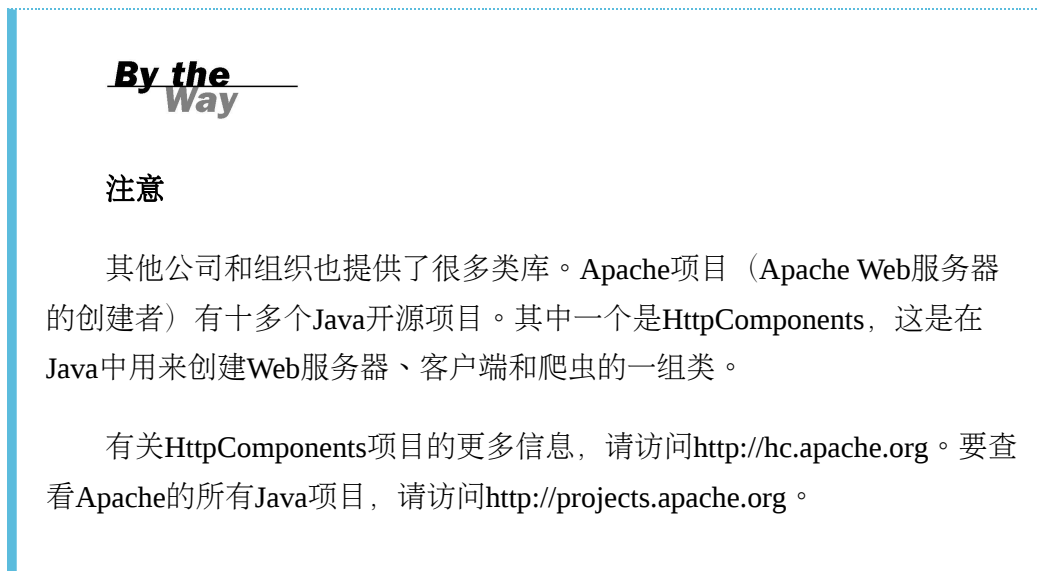 By the
Way
注意
其他公司和组织也提供了很多类库。Apache项目（Apache Web服务器
的创建者）有十多个Java开源项目。其中一个是HttpComponents，这是在
Java中用来创建Web服务器、客户端和爬虫的一组类。
有关HttpComponents项目的更多信息，请访问http://hc.apache.org。要查
看Apache的所有Java项目，请访问http://projects.apache.org。